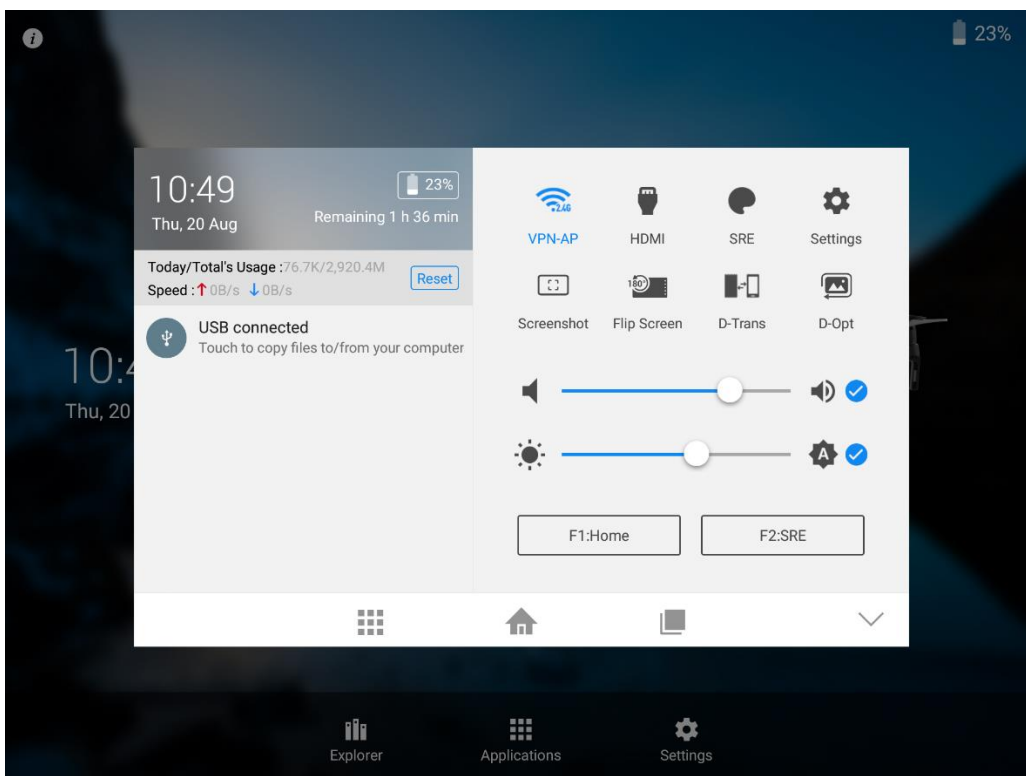 23%
10:49
23%
Thu, 20 Aug
Remaining 1 h 36 min
Today/Total's Usage :76.7K/2,920.4M
Speed : 0B/s 0B/s
Reset
USB connected
Touch to copy files to/from your computer
2.4G
VPN-AP
HDMI
SRE
Settings
180°
Screenshot
Flip Screen
D-Trans
D-Opt
A
F1:Home
F2:SRE
10:4
Thu, 20
Explorer
Applications
Settings